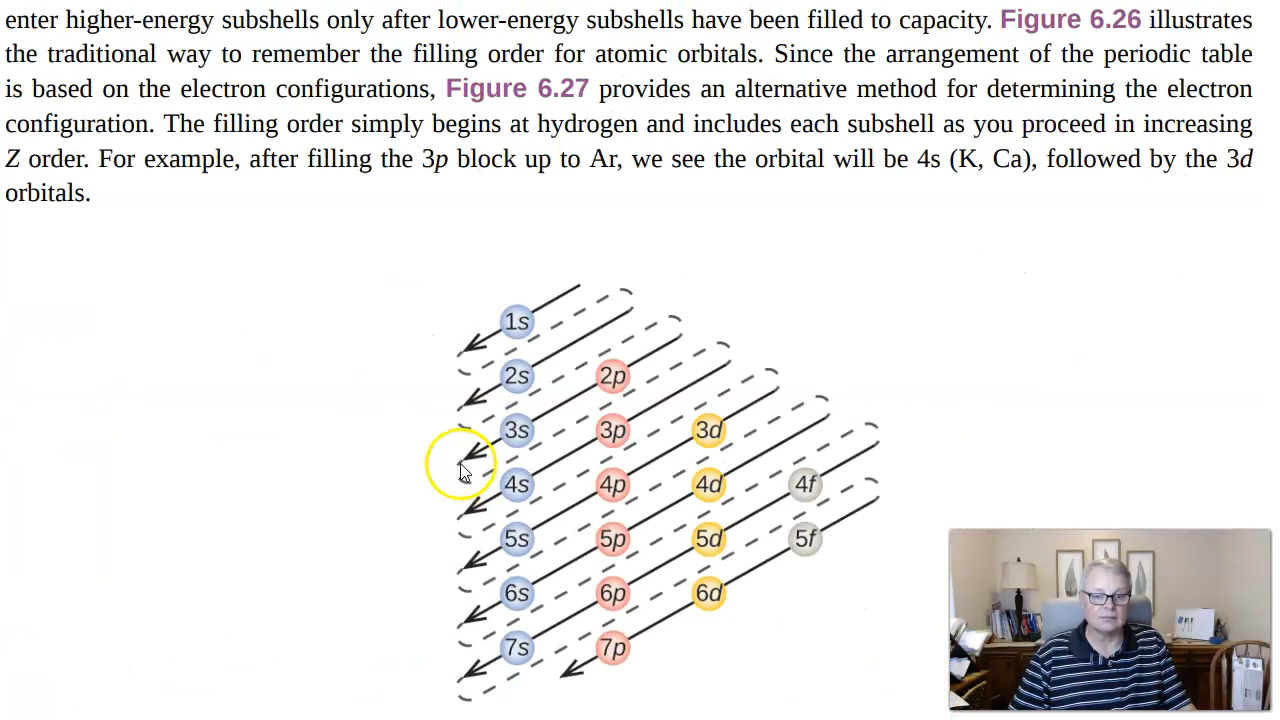 enter higher-energy subshells only after lower-energy subshells have been filled to capacity. Figure 6.26 illustrates
the traditional way to remember the filling order for atomic orbitals. Since the arrangement of the periodic table
is based on the electron configurations, Figure 6.27 provides an alternative method for determining the electron
configuration. The filling order simply begins at hydrogen and includes each subshell as you proceed in increasing
Z order. For example, after filling the 3p block up to Ar, we see the orbital will be 4s (K, Ca), followed by the 3d
orbitals.
1s
2s 2p
3s 3p 3d
4s 4p 4d 4f
5s 5p 5d 5f
6s 6p 6d
7s 7p